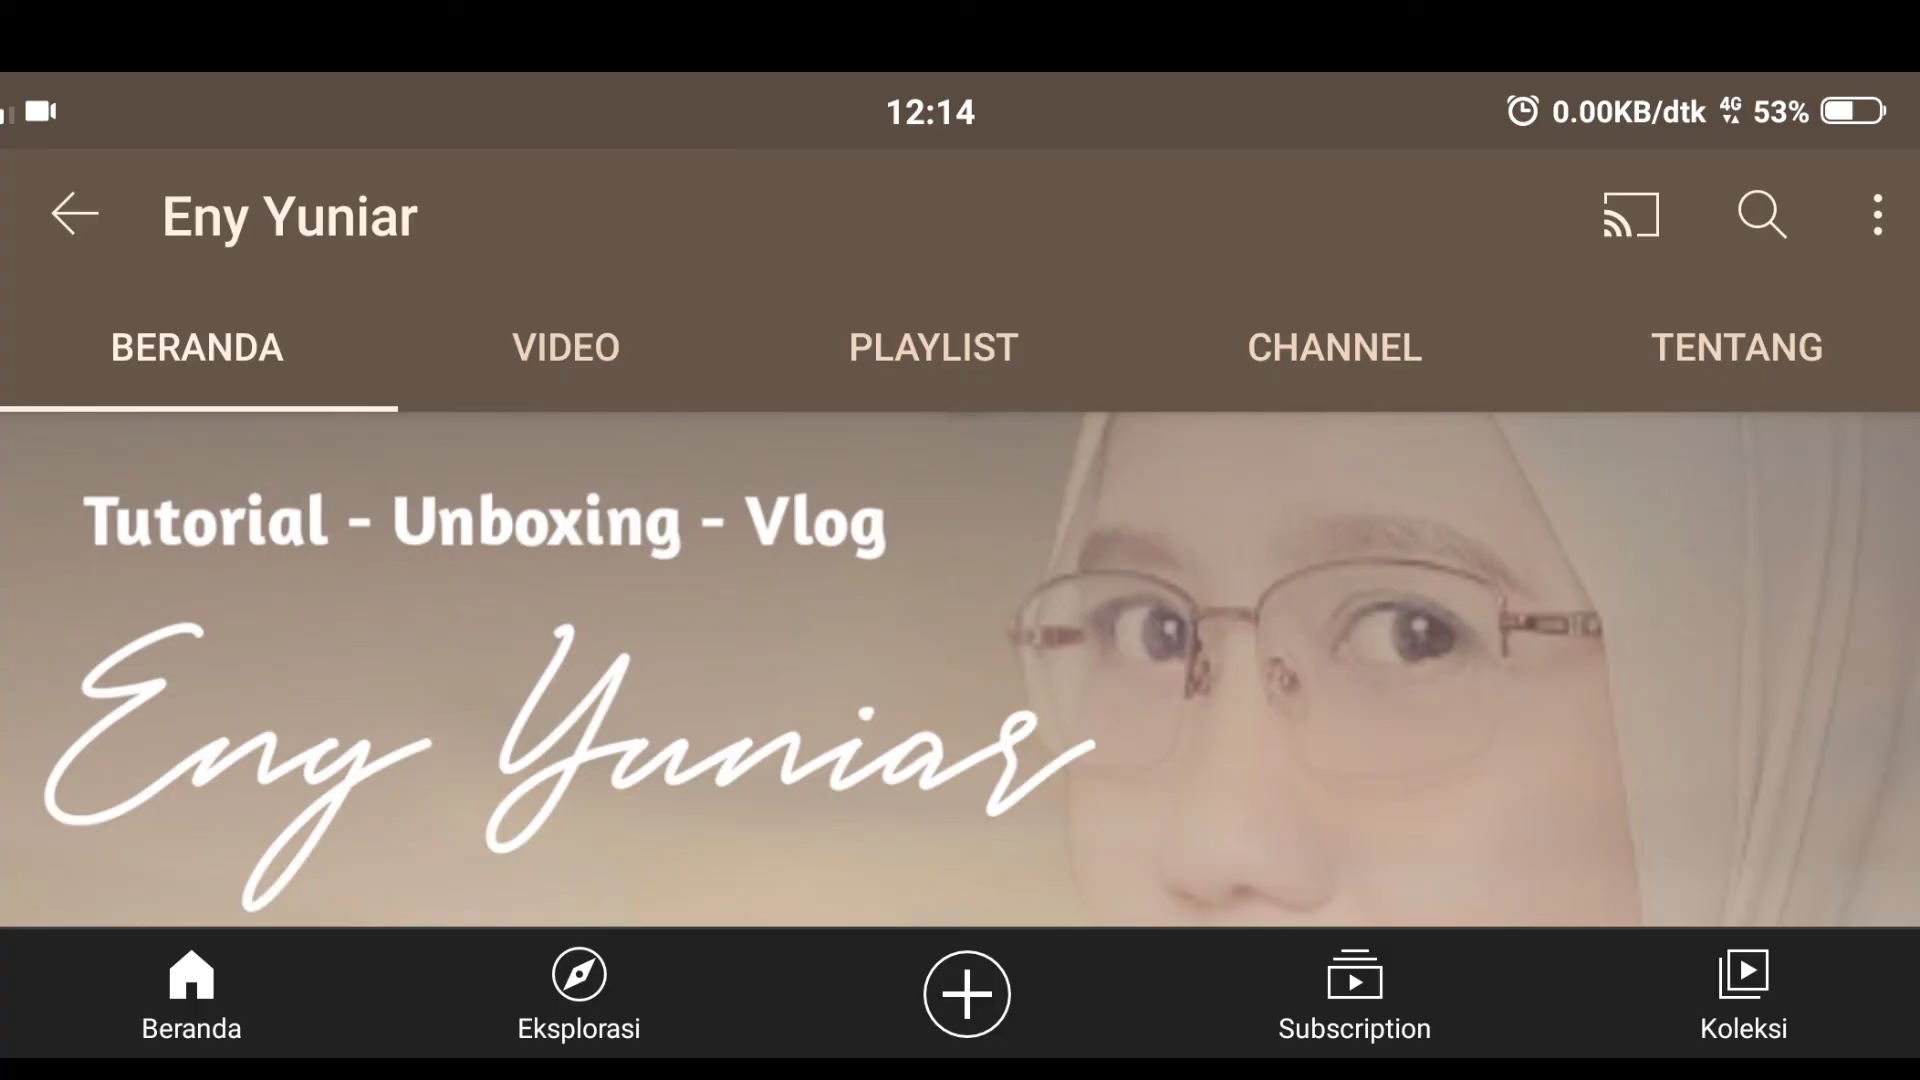 12:14
0.00KB/dtk 4G 53%
Eny Yuniar
BERANDA VIDEO PLAYLIST CHANNEL TENTANG
Tutorial - Unboxing - Vlog
Eny Yuniar
Beranda Eksplorasi Subscription Koleksi